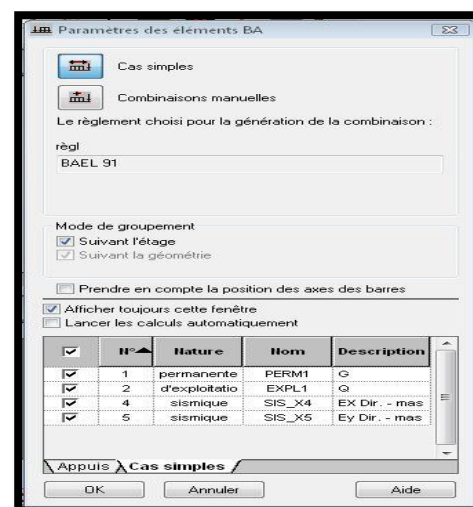 Paramètres des éléments BA
Cas simples
Combinaisons manuelles
Le règlement choisi pour la génération de la combinaison :
règl
BAEL 91
Mode de groupement
Suivant l'étage
Suivant la géométrie
Prendre en compte la position des axes des barres
Afficher toujours cette fenêtre
Lancer les calculs automatiquement
N° Nature Nom Description
1 permanente PERM1 G
2 d'exploitatio EXPL1 Q
4 sismique SIS_X4 EX Dir. - mas
5 sismique SIS_X5 Ey Dir. - mas
Appuis Cas simples
OK Annuler Aide